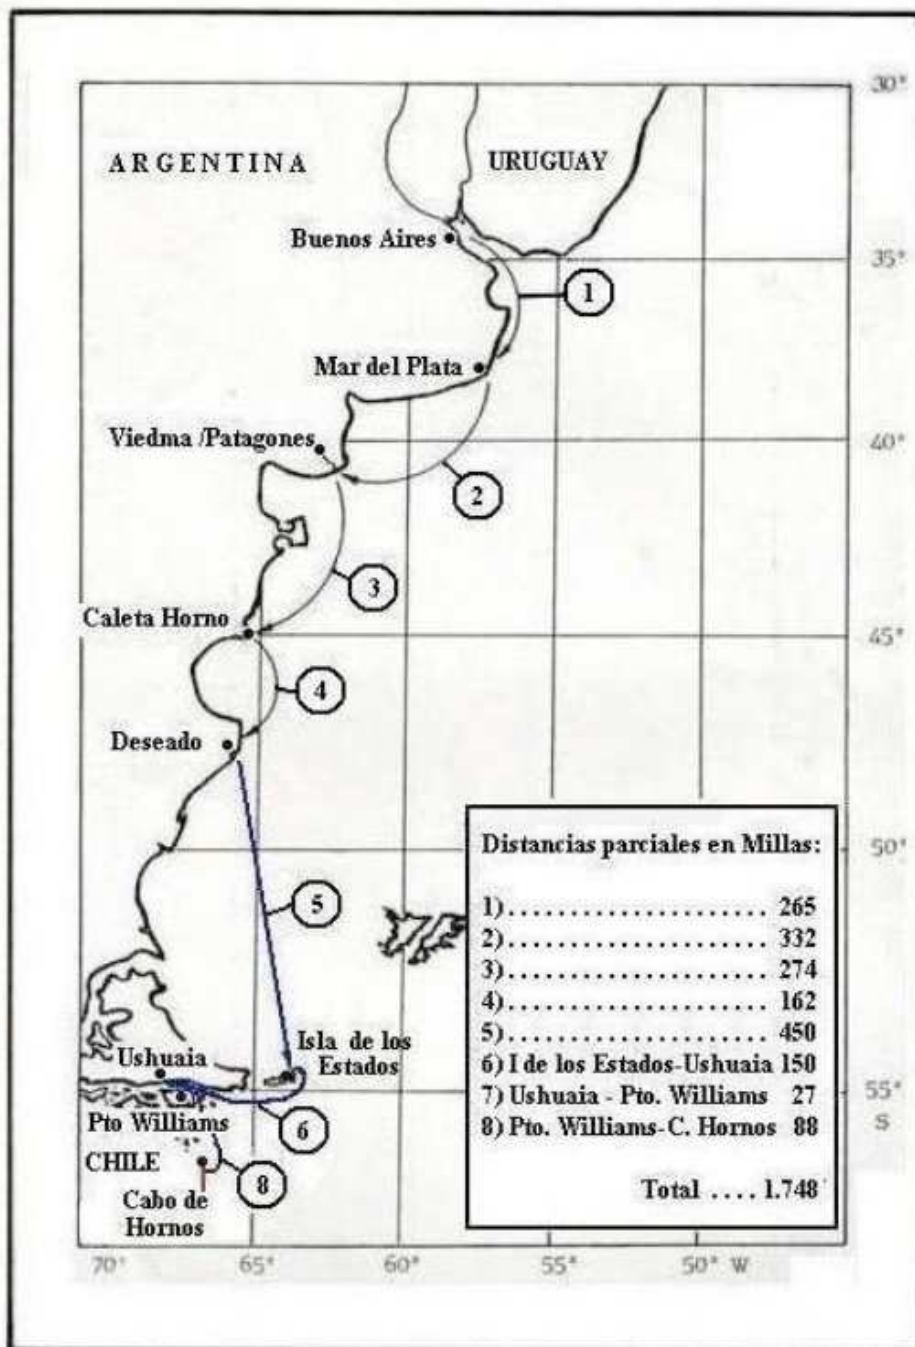 30°
ARGENTINA
URUGUAY
Buenos Aires
35°
1
Mar del Plata
Viedma /Patagones
40°
2
3
Caleta Horno
45°
4
Deseado
50°
5
Distancias parciales en Millas:
1)...................... 265
2)...................... 332
3)...................... 274
4)...................... 162
5)...................... 450
6) I de los Estados-Ushuaia 150
7) Ushuaia - Pto. Williams 27
8) Pto. Williams-C. Hornos 88
Total .... 1.748
Isla de los
Estados
Ushuaia
55°
S
6
Pto Williams
CHILE
8
Cabo de
Hornos
70° 65° 60° 55° 50° W